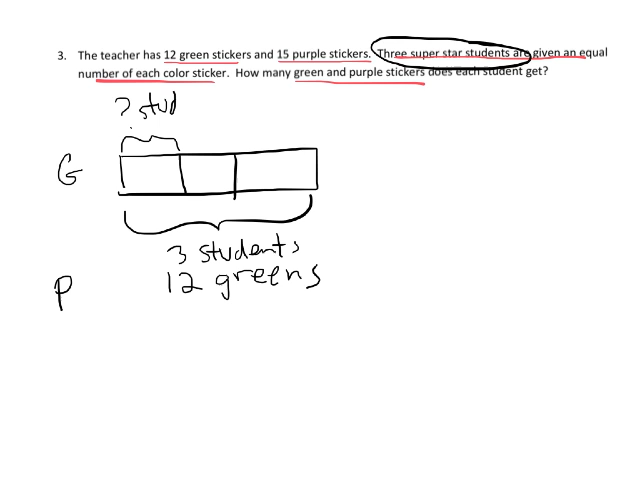 3. The teacher has 12 green stickers and 15 purple stickers. Three super star students are given an equal
number of each color sticker. How many green and purple stickers does each student get?
? stud
G
3 students
12 greens
P